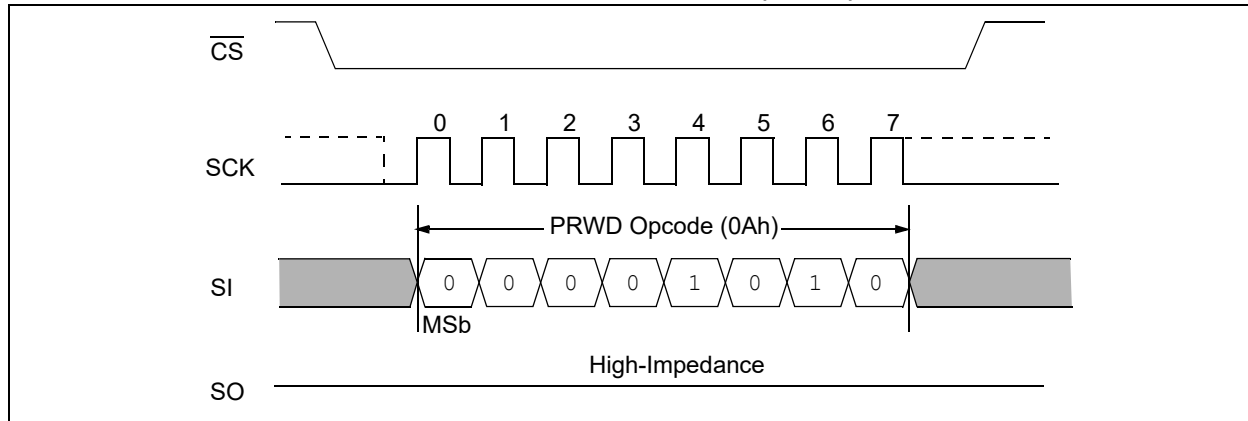 CS
0 1 2 3 4 5 6 7
SCK
PRWD Opcode (0Ah)
SI 0 0 0 0 1 0 1 0
MSb
High-Impedance
SO